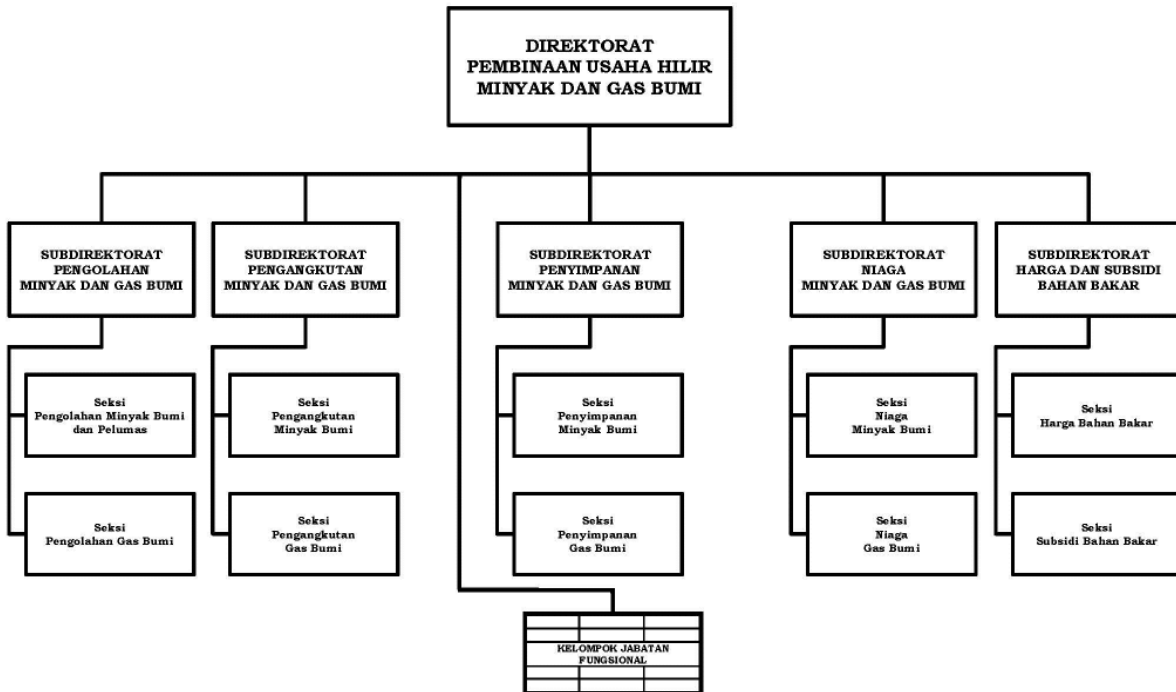 DIREKTORAT
PEMBINAAN USAHA HILIR
MINYAK DAN GAS BUMI
SUBDIREKTORAT
PENGOLAHAN
MINYAK DAN GAS BUMI
SUBDIREKTORAT
PENGANGKUTAN
MINYAK DAN GAS BUMI
SUBDIREKTORAT
PENYIMPANAN
MINYAK DAN GAS BUMI
SUBDIREKTORAT
NIAGA
MINYAK DAN GAS BUMI
SUBDIREKTORAT
HARGA DAN SUBSIDI
BAHAN BAKAR
Seksi
Pengolahan Minyak Bumi
dan Pelumas
Seksi
Pengangkutan
Minyak Bumi
Seksi
Penyimpanan
Minyak Bumi
Seksi
Niaga
Minyak Bumi
Seksi
Harga Bahan Bakar
Seksi
Pengolahan Gas Bumi
Seksi
Pengangkutan
Gas Bumi
Seksi
Penyimpanan
Gas Bumi
Seksi
Niaga
Gas Bumi
Seksi
Subsidi Bahan Bakar
KELOMPOK JABATAN
FUNGSIONAL